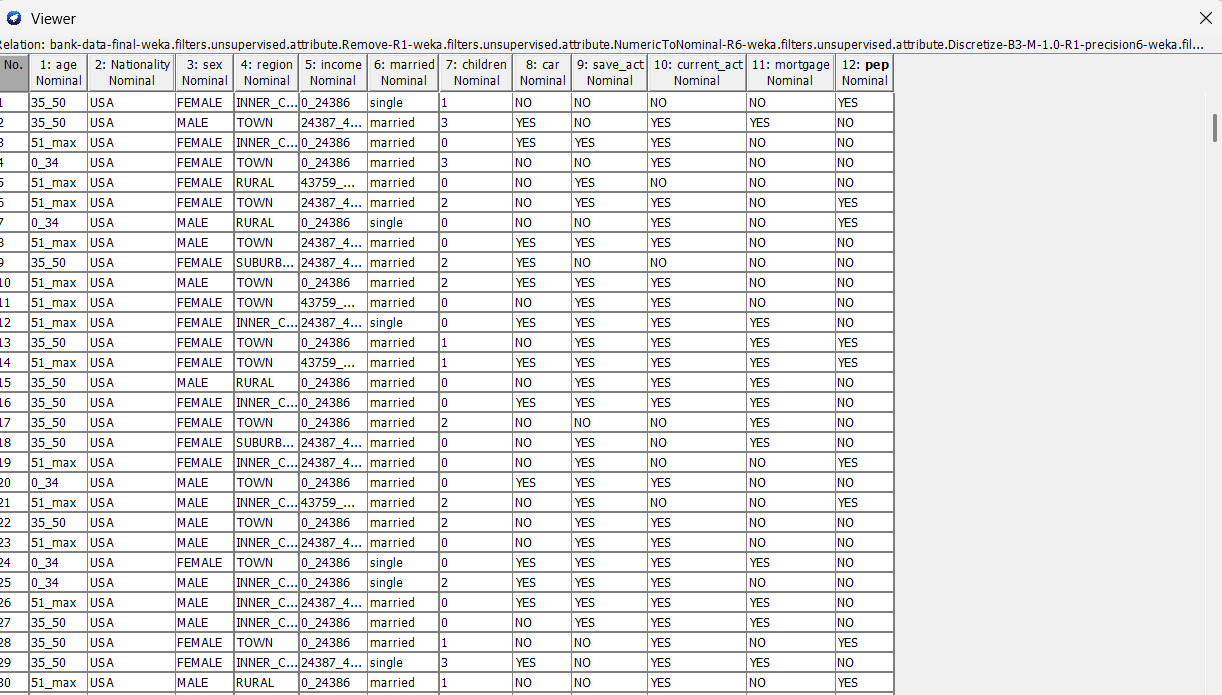 Viewer
Relation: bank-data-final-weka.filters.unsupervised.attribute.Remove-R1-weka.filters.unsupervised.attribute.NumericToNominal-R6-weka.filters.unsupervised.attribute.Discretize-B3-M-1.0-R1-precision6-weka.fil...
No. 1: age 2: Nationality 3: sex 4: region 5: income 6: married 7: children 8: car 9: save_act 10: current_act 11: mortgage 12: pep
Nominal Nominal Nominal Nominal Nominal Nominal Nominal Nominal Nominal Nominal Nominal Nominal
1 35_50 USA FEMALE INNER_C... 0_24386 single 1 NO NO NO NO YES
2 35_50 USA MALE TOWN 24387_4... married 3 YES NO YES YES NO
3 51_max USA FEMALE INNER_C... 0_24386 married 0 YES YES YES NO NO
4 0_34 USA FEMALE TOWN 0_24386 married 3 NO NO YES NO NO
5 51_max USA FEMALE RURAL 43759_... married 0 NO YES NO NO NO
6 51_max USA FEMALE TOWN 24387_4... married 2 NO YES YES NO YES
7 0_34 USA MALE RURAL 0_24386 single 0 NO NO YES NO YES
8 51_max USA MALE TOWN 24387_4... married 0 YES YES YES NO NO
9 35_50 USA FEMALE SUBURB... 24387_4... married 2 YES NO NO NO NO
10 51_max USA MALE TOWN 0_24386 married 2 YES YES YES NO NO
11 51_max USA FEMALE TOWN 43759_... married 0 NO YES YES NO NO
12 51_max USA FEMALE INNER_C... 24387_4... single 0 YES YES YES YES NO
13 35_50 USA FEMALE TOWN 0_24386 married 1 NO YES YES YES YES
14 51_max USA FEMALE TOWN 43759_... married 1 YES YES YES YES YES
15 35_50 USA MALE RURAL 0_24386 married 0 NO YES YES YES NO
16 35_50 USA FEMALE INNER_C... 0_24386 married 0 YES YES YES YES NO
17 35_50 USA FEMALE TOWN 0_24386 married 2 NO NO NO YES NO
18 35_50 USA FEMALE SUBURB... 24387_4... married 0 NO YES NO YES NO
19 51_max USA FEMALE INNER_C... 24387_4... married 0 NO YES NO NO YES
20 0_34 USA MALE TOWN 0_24386 married 0 YES YES YES NO NO
21 51_max USA MALE INNER_C... 43759_... married 2 NO YES NO NO YES
22 35_50 USA MALE TOWN 0_24386 married 2 NO YES YES NO NO
23 51_max USA MALE INNER_C... 24387_4... married 0 NO YES YES NO NO
24 0_34 USA FEMALE TOWN 0_24386 single 0 YES YES YES YES NO
25 0_34 USA MALE INNER_C... 0_24386 single 2 YES YES YES NO NO
26 51_max USA MALE INNER_C... 24387_4... married 0 YES YES YES YES NO
27 35_50 USA MALE INNER_C... 0_24386 married 0 NO YES YES YES NO
28 35_50 USA FEMALE TOWN 0_24386 married 1 NO NO YES NO YES
29 35_50 USA FEMALE INNER_C... 24387_4... single 3 YES NO YES YES NO
30 51_max USA MALE RURAL 0_24386 married 1 NO NO YES NO YES